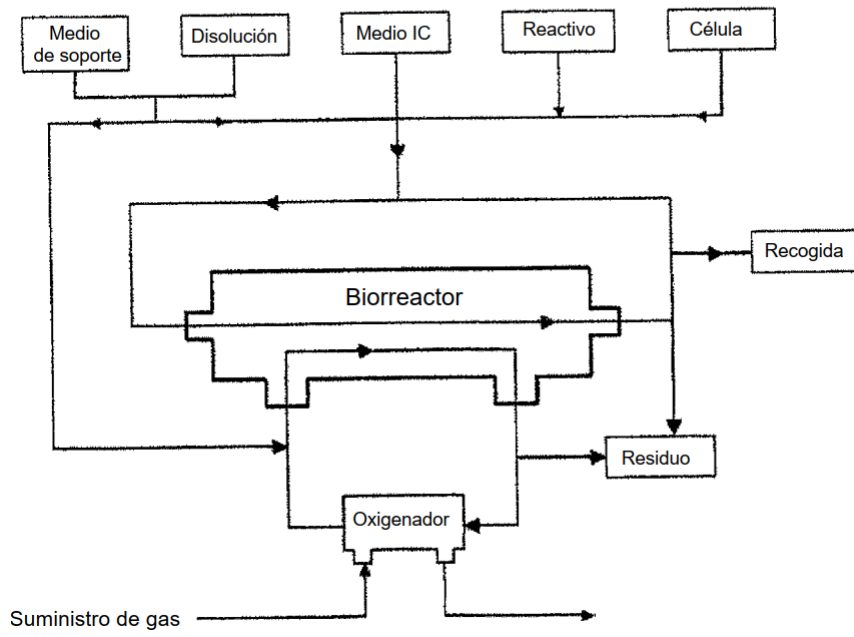 Medio
de soporte
Disolución
Medio IC
Reactivo
Célula
Recogida
Biorreactor
Residuo
Oxigenador
Suministro de gas